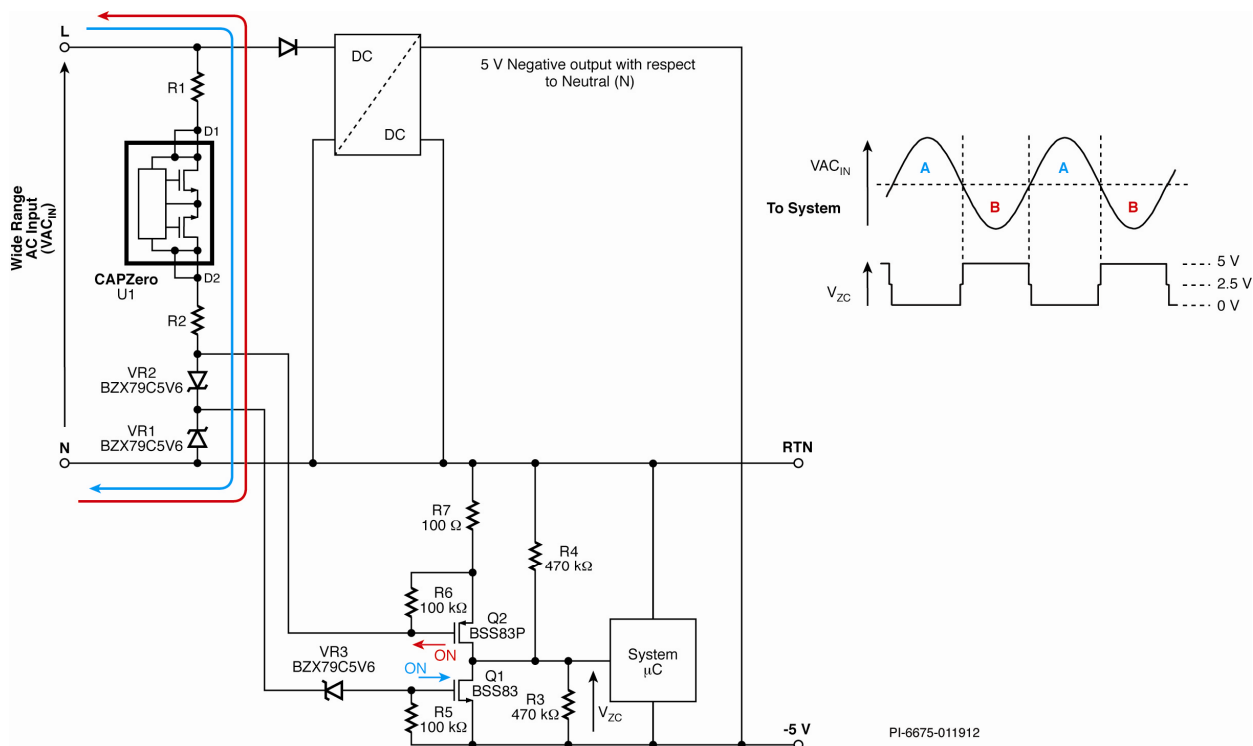 L
R1
D1
CAPZero
U1
D2
R2
VR2
BZX79C5V6
VR1
BZX79C5V6
N
Wide Range
AC Input
(VACIN)
DC
DC
5 V Negative output with respect
to Neutral (N)
RTN
R7
100 Ω
R4
470 kΩ
R6
100 kΩ
Q2
BSS83P
ON
VR3
BZX79C5V6
ON
Q1
BSS83
R5
100 kΩ
R3
470 kΩ
VZC
System
μC
-5 V
VACIN
To System
A
B
A
B
VZC
5 V
2.5 V
0 V
PI-6675-011912